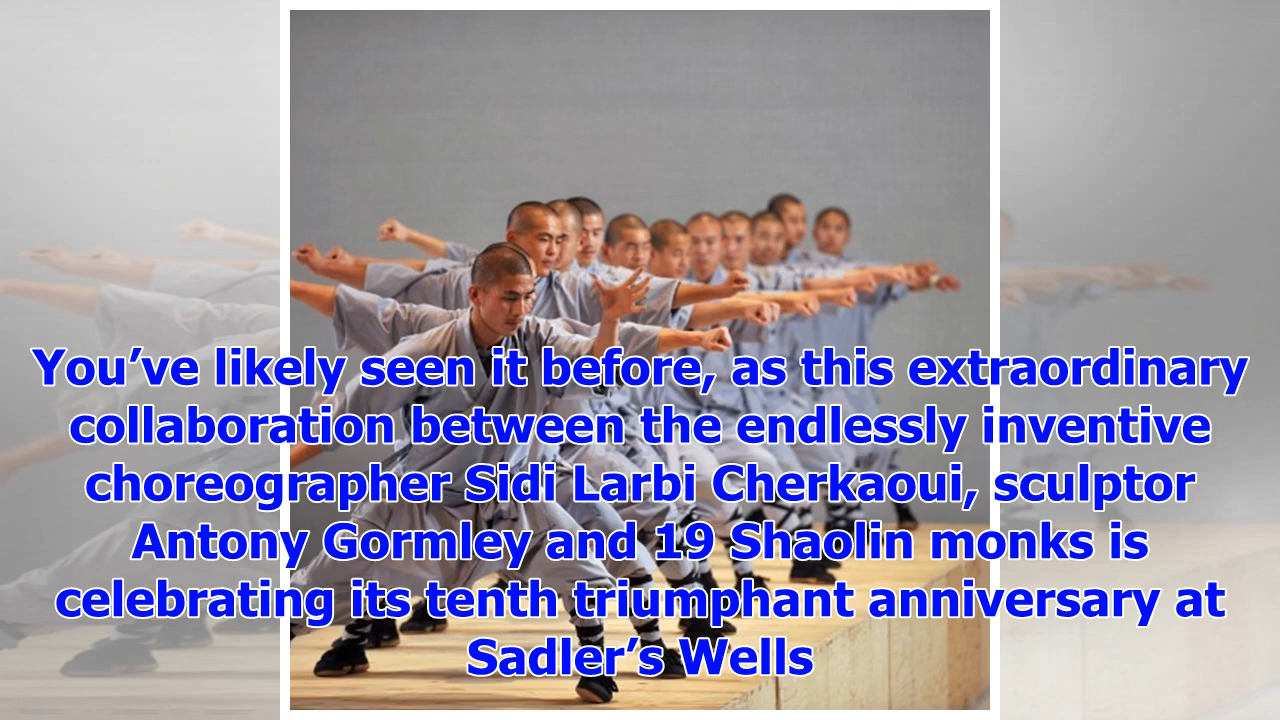 You’ve likely seen it before, as this extraordinary
collaboration between the endlessly inventive
choreographer Sidi Larbi Cherkaoui, sculptor
Antony Gormley and 19 Shaolin monks is
celebrating its tenth triumphant anniversary at
Sadler’s Wells